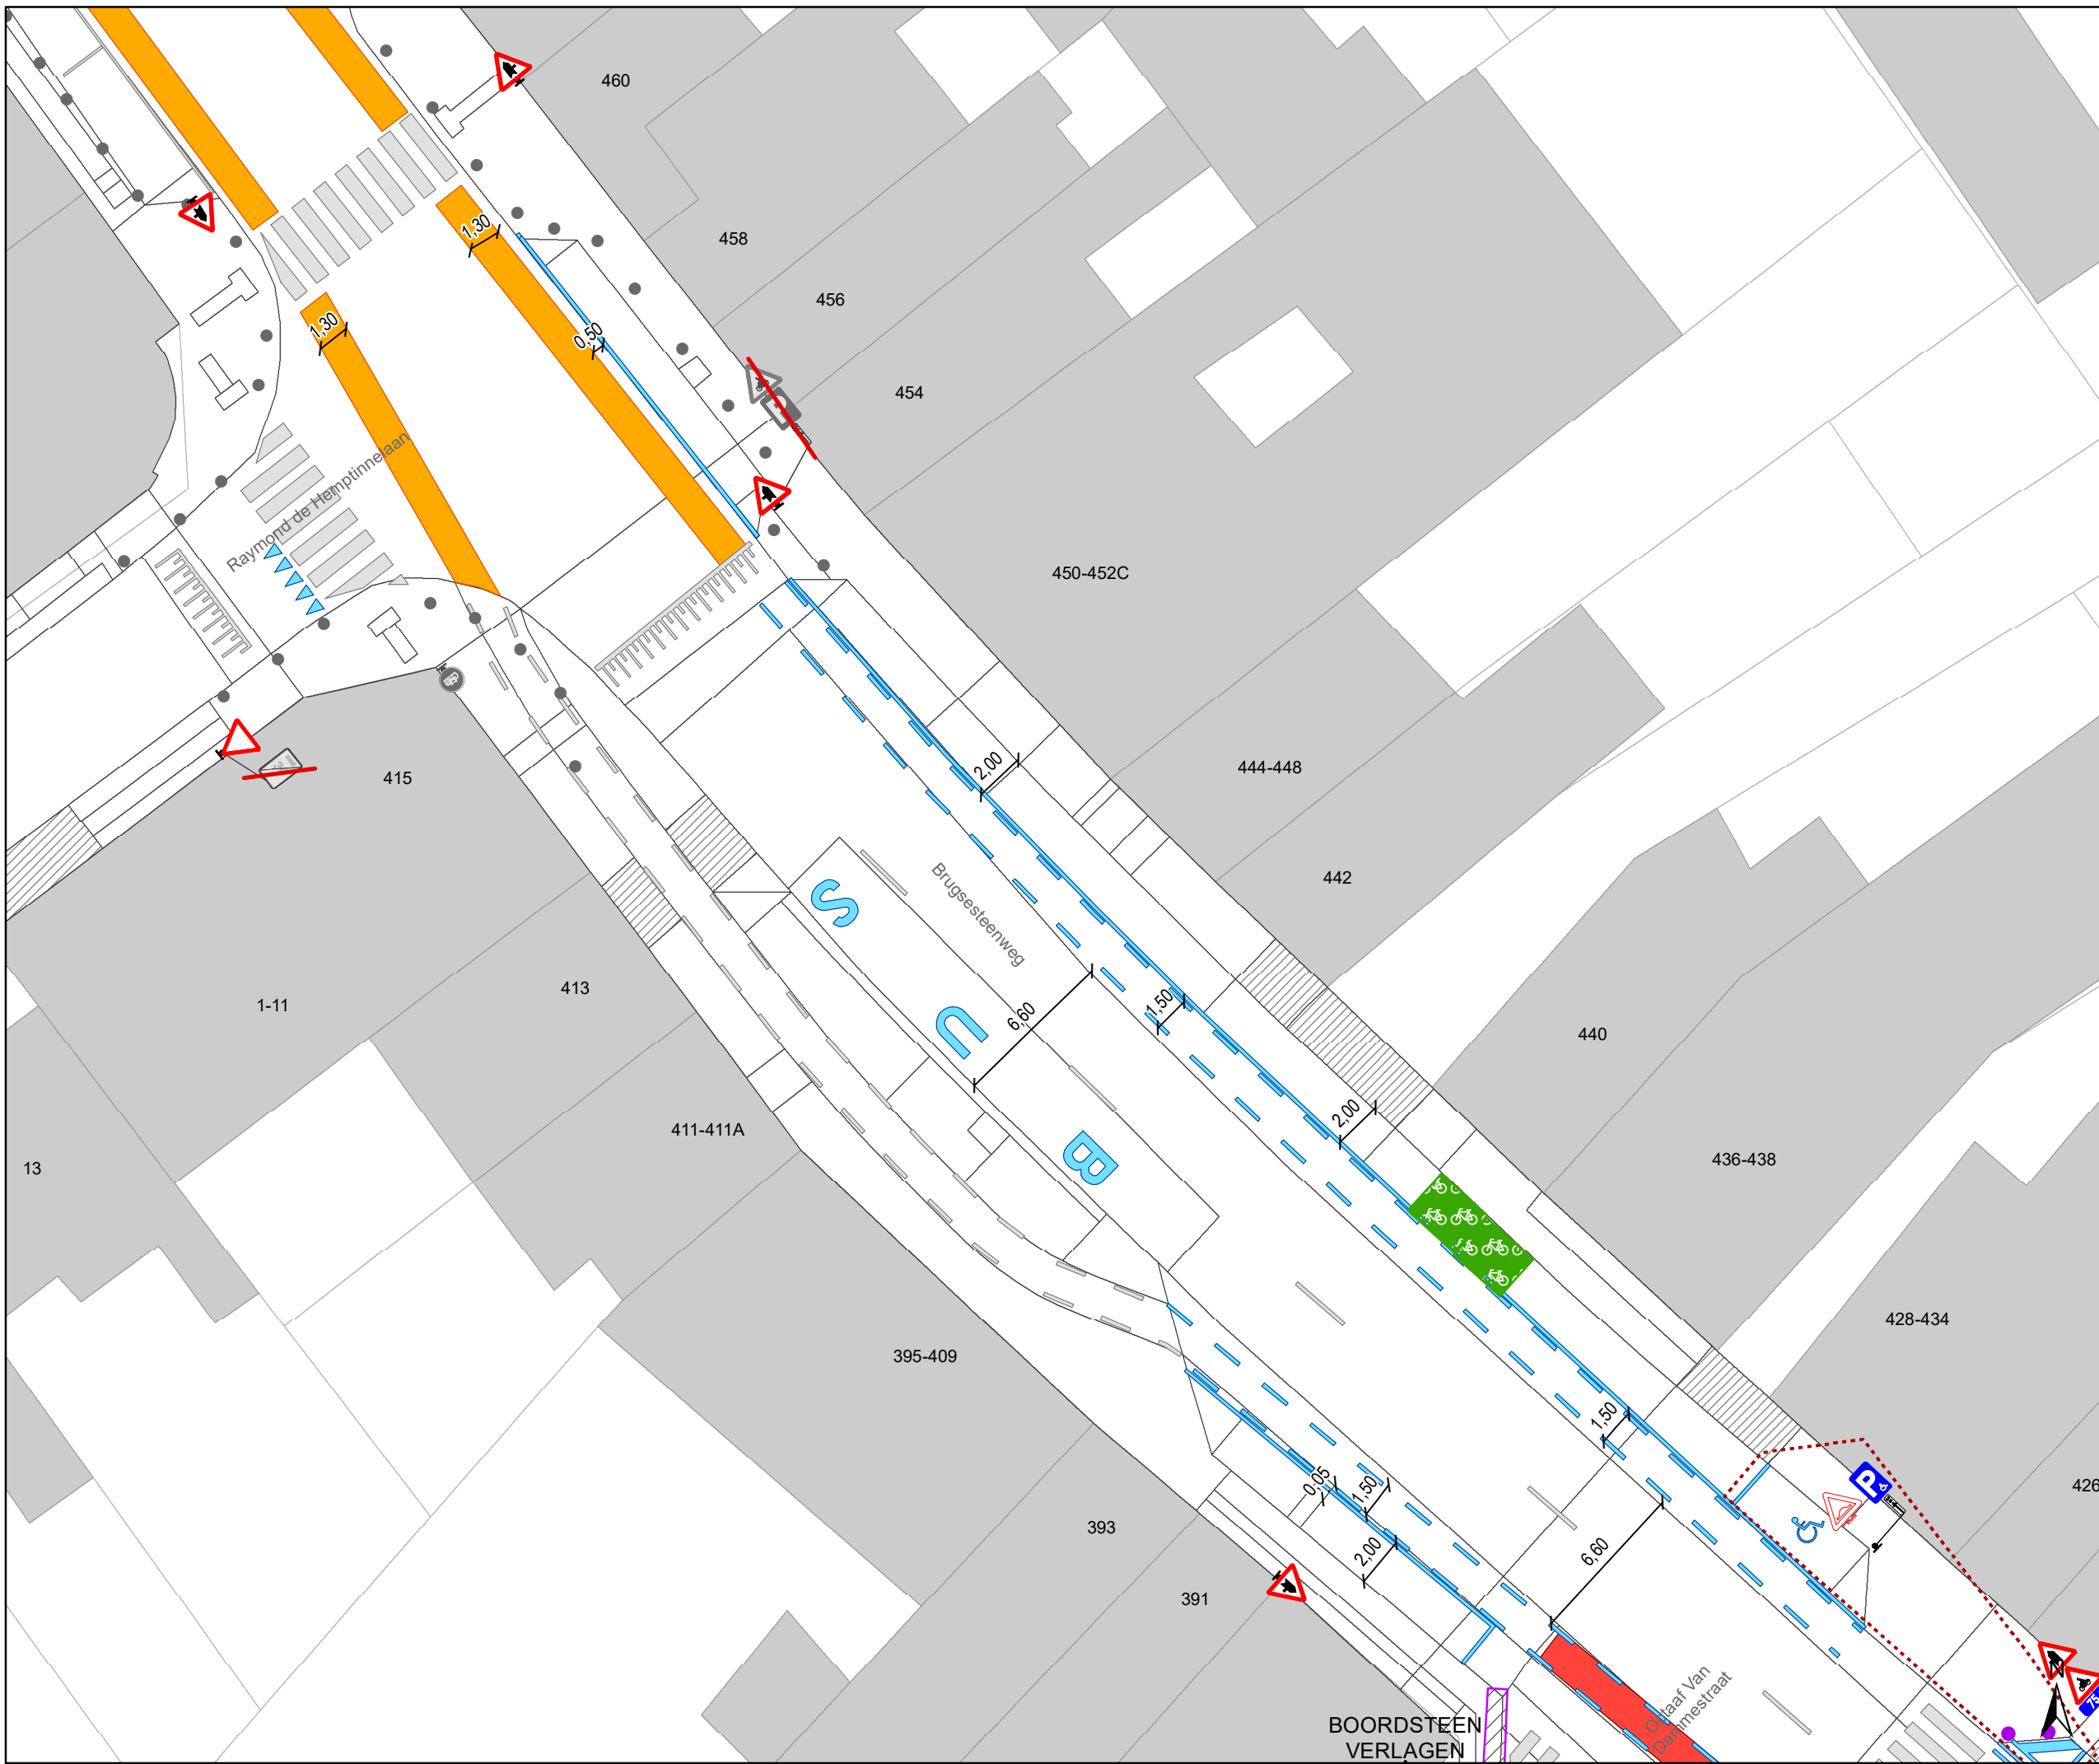 460
1,30
458
456
1,30
0,50
454
Raymond de Hemptinnelaan
450-452C
2,00
444-448
415
442
S
Brugsesteenweg
413
1-11
U
6,60
1,50
440
2,00
411-411A
B
436-438
13
428-434
395-409
1,50
0,05
1,50
P
426
393
2,00
6,60
391
Octaaf Van
Dammestraat
75
BOORDSTEEN
VERLAGEN